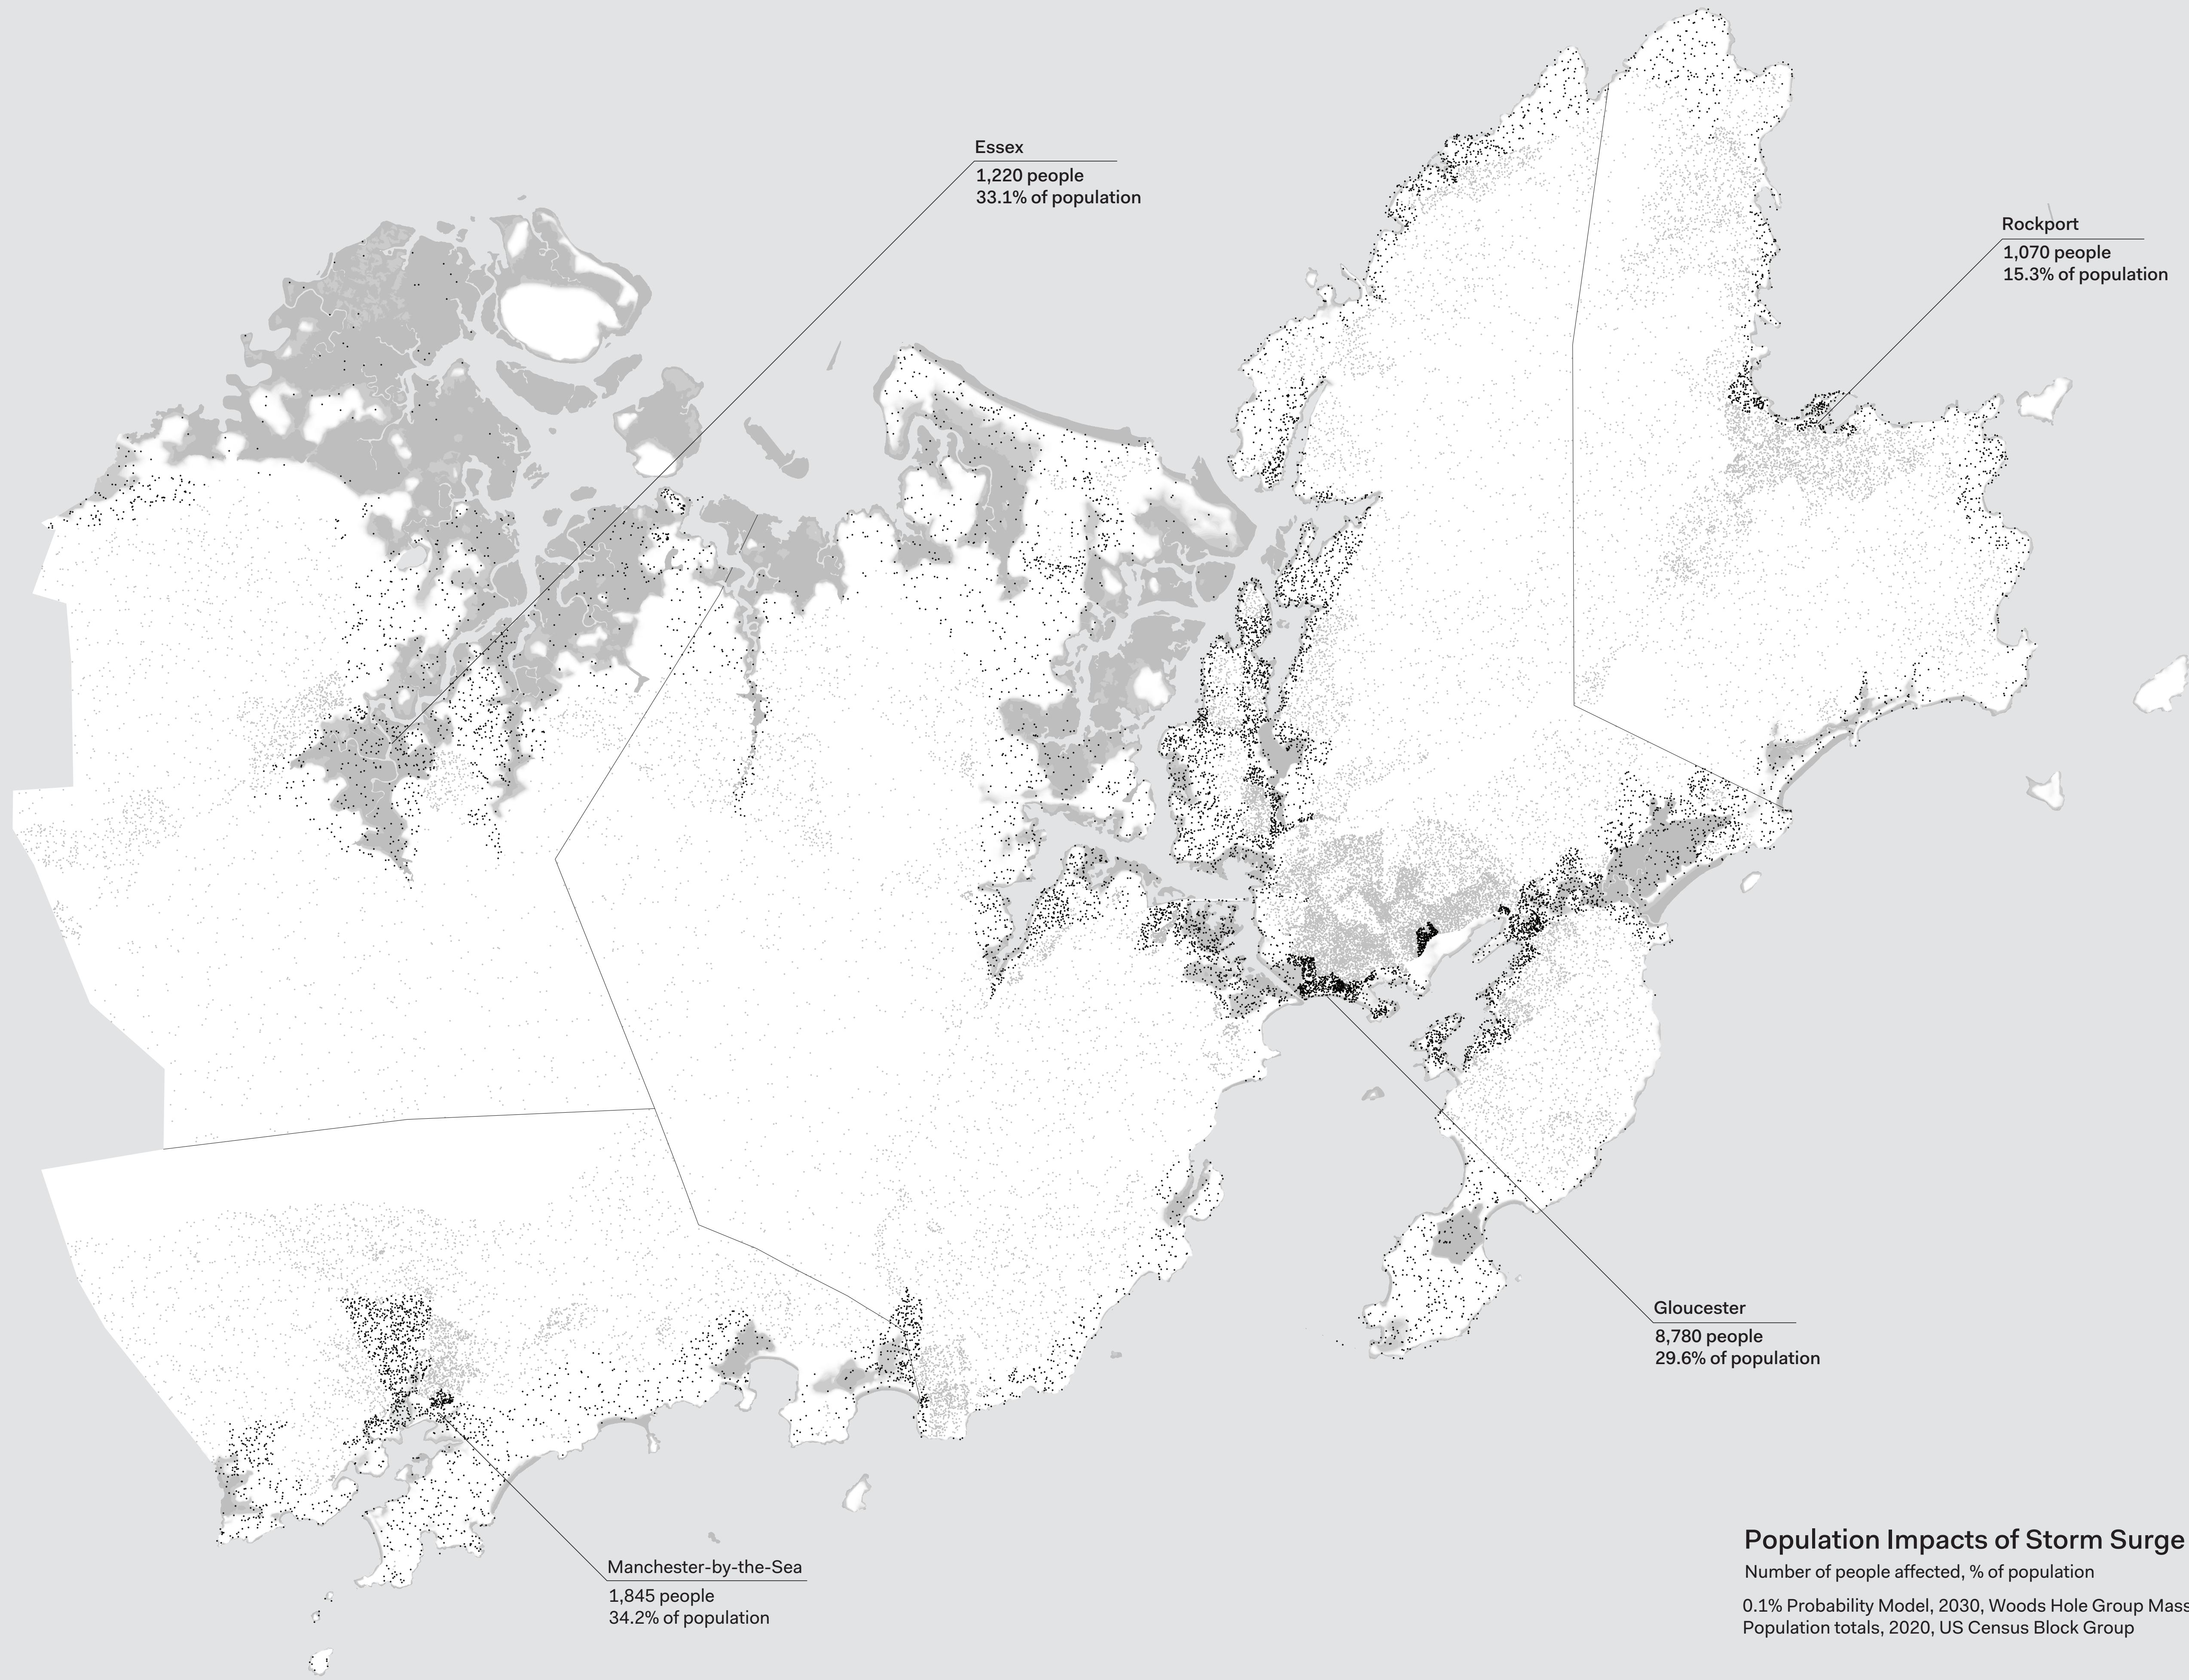 Essex
1,220 people
33.1% of population
Rockport
1,070 people
15.3% of population
Gloucester
8,780 people
29.6% of population
Manchester-by-the-Sea
1,845 people
34.2% of population
Population Impacts of Storm Surge
Number of people affected, % of population
0.1% Probability Model, 2030, Woods Hole Group Mass
Population totals, 2020, US Census Block Group